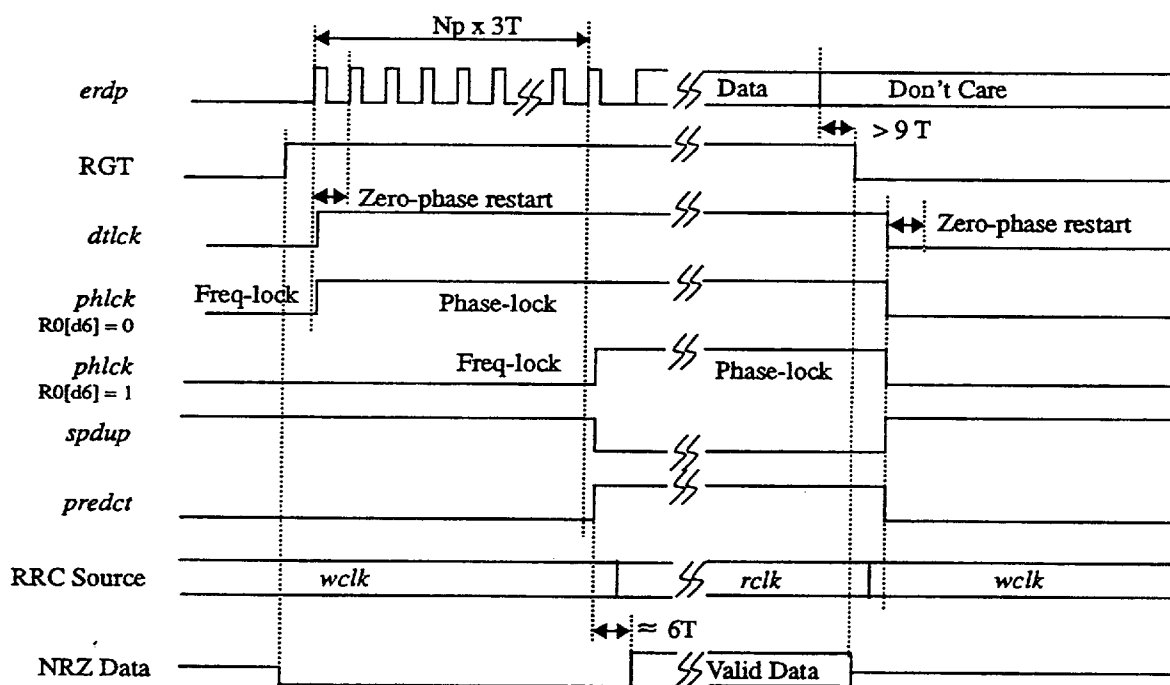 Np x 3T
erdp
Data
Don't Care
> 9 T
RGT
Zero-phase restart
dtlck
Zero-phase restart
phlck
R0[d6] = 0
Freq-lock
Phase-lock
phlck
R0[d6] = 1
Freq-lock
Phase-lock
spdup
predct
RRC Source
wclk
rclk
wclk
≈ 6T
NRZ Data
Valid Data